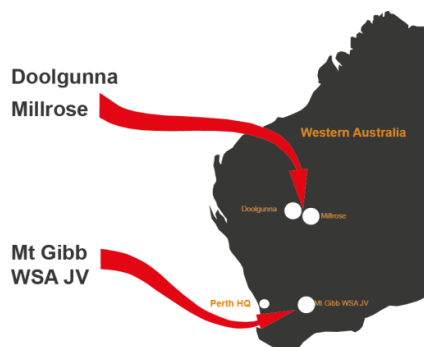 Doolgunna
Millrose
Western Australia
Doolgunna
Millrose
Mt Gibb
WSA JV
Perth HQ
Mt Gibb WSA JV